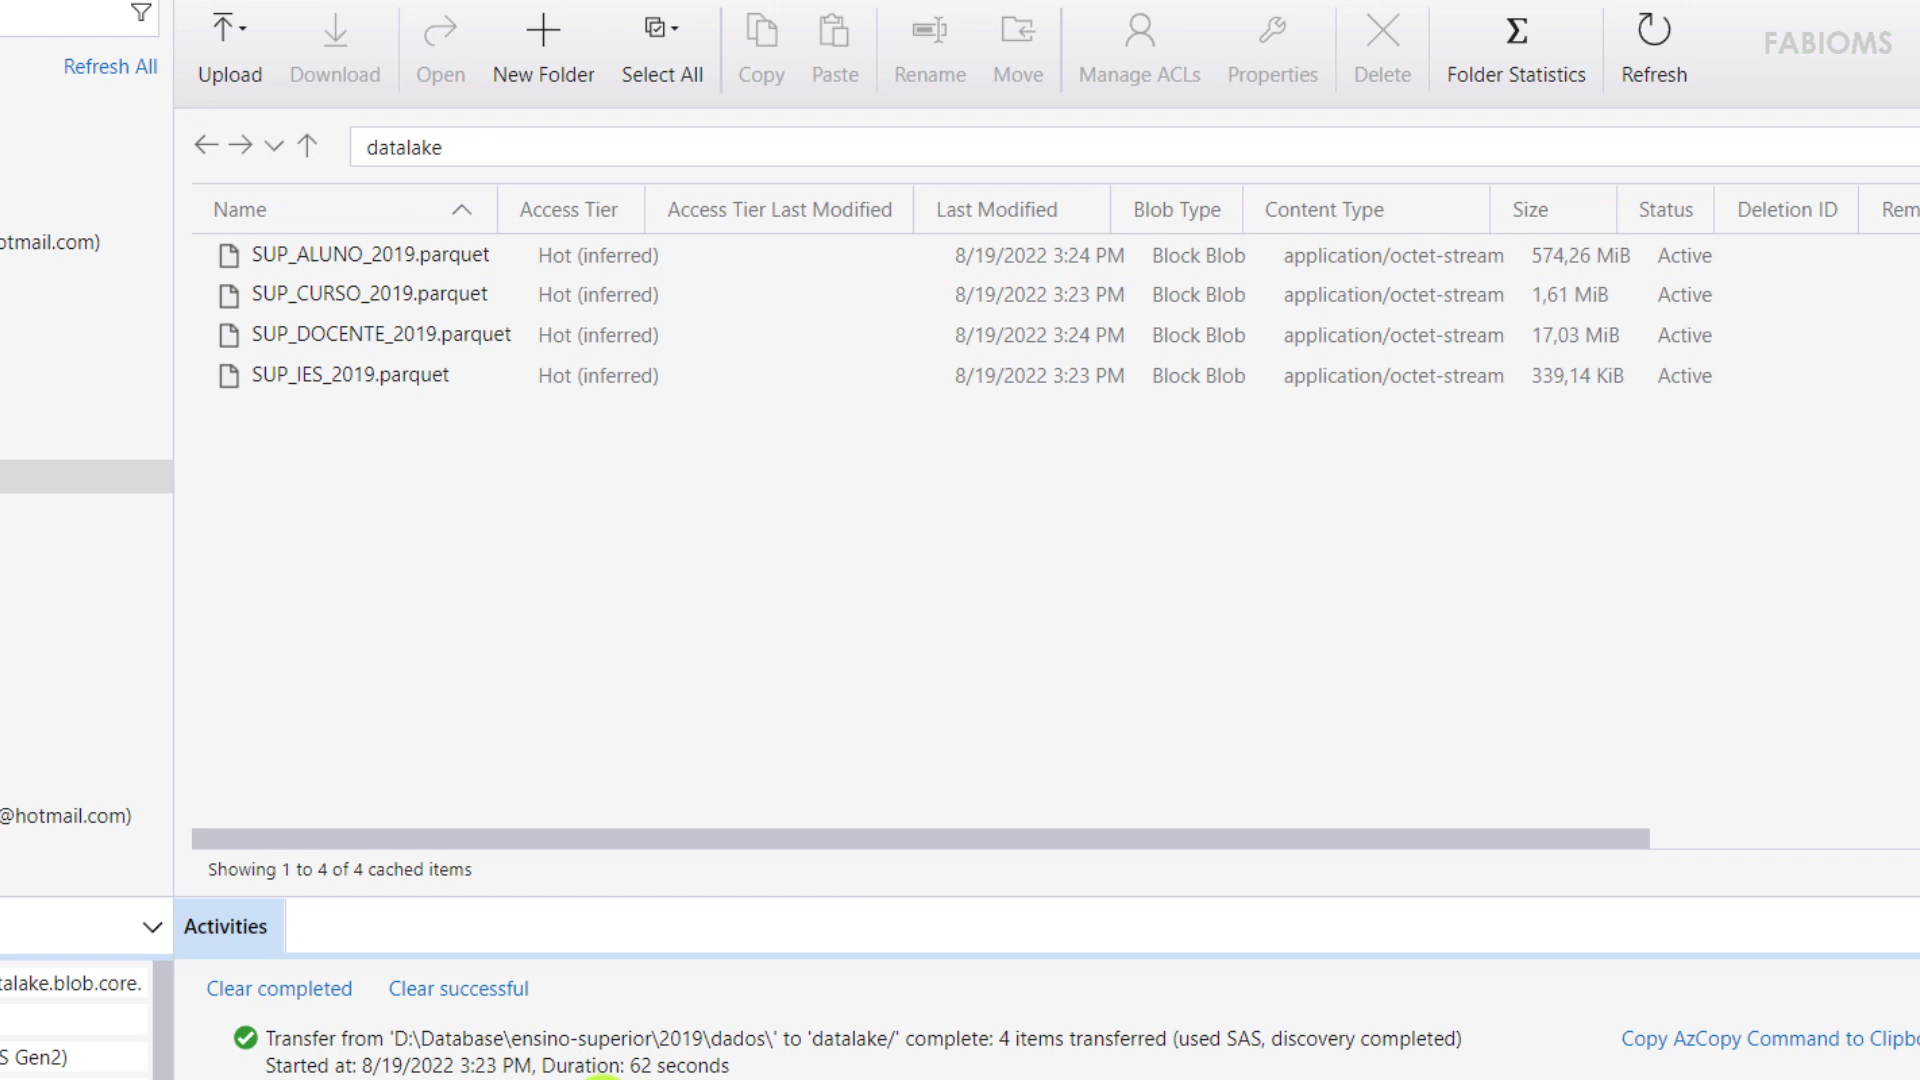 Upload
Download
Open
New Folder
Select All
Copy
Paste
Rename
Move
Manage ACLs
Properties
Delete
Folder Statistics
Refresh
FABIOMS
Refresh All
datalake
Name Access Tier Access Tier Last Modified Last Modified Blob Type Content Type Size Status Deletion ID Rem
SUP_ALUNO_2019.parquet Hot (inferred) 8/19/2022 3:24 PM Block Blob application/octet-stream 574,26 MiB Active
SUP_CURSO_2019.parquet Hot (inferred) 8/19/2022 3:23 PM Block Blob application/octet-stream 1,61 MiB Active
SUP_DOCENTE_2019.parquet Hot (inferred) 8/19/2022 3:24 PM Block Blob application/octet-stream 17,03 MiB Active
SUP_IES_2019.parquet Hot (inferred) 8/19/2022 3:23 PM Block Blob application/octet-stream 339,14 KiB Active
otmail.com)
@hotmail.com)
Showing 1 to 4 of 4 cached items
Activities
talake.blob.core.
S Gen2)
Clear completed Clear successful
Transfer from 'D:\Database\ensino-superior\2019\dados\' to 'datalake/' complete: 4 items transferred (used SAS, discovery completed)
Started at: 8/19/2022 3:23 PM, Duration: 62 seconds
Copy AzCopy Command to Clipbo